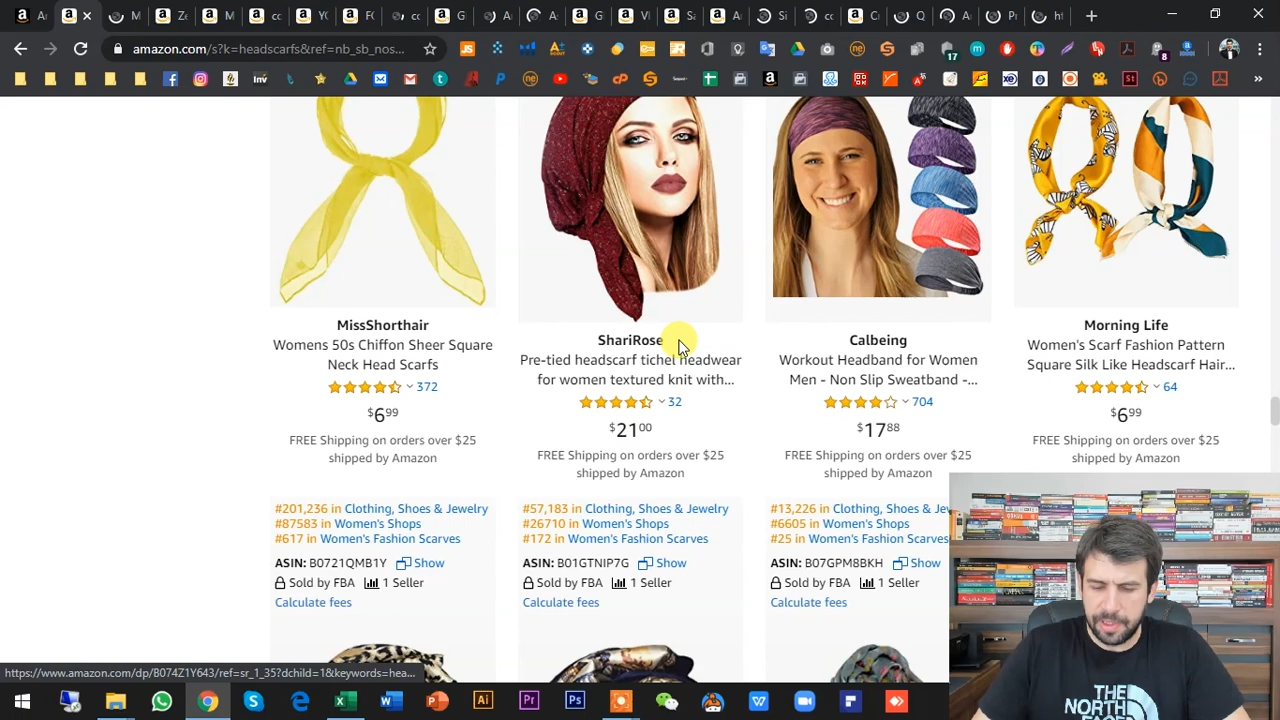 amazon.com/s?k=headscarfs&ref=nb_sb_nos...
MissShorthair
Womens 50s Chiffon Sheer Square
Neck Head Scarfs
372
$6.99
FREE Shipping on orders over $25
shipped by Amazon
#201,236 in Clothing, Shoes & Jewelry
#87585 in Women's Shops
#617 in Women's Fashion Scarves
ASIN: B0721QMB1Y Show
Sold by FBA 1 Seller
Calculate fees
ShariRose
Pre-tied headscarf tichel headwear
for women textured knit with...
32
$21.00
FREE Shipping on orders over $25
shipped by Amazon
#57,183 in Clothing, Shoes & Jewelry
#26710 in Women's Shops
#172 in Women's Fashion Scarves
ASIN: B01GTNIP7G Show
Sold by FBA 1 Seller
Calculate fees
Calbeing
Workout Headband for Women
Men - Non Slip Sweatband -...
704
$17.88
FREE Shipping on orders over $25
shipped by Amazon
#13,226 in Clothing, Shoes & Je
#6605 in Women's Shops
#25 in Women's Fashion Scarves
ASIN: B07GPM8BKH Show
Sold by FBA 1 Seller
Calculate fees
Morning Life
Women's Scarf Fashion Pattern
Square Silk Like Headscarf Hair...
64
$6.99
FREE Shipping on orders over $25
shipped by Amazon
https://www.amazon.com/dp/B074Z1Y643/ref=sr_1_35?dchild=1&keywords=hea...
THE
NORTH
FACE